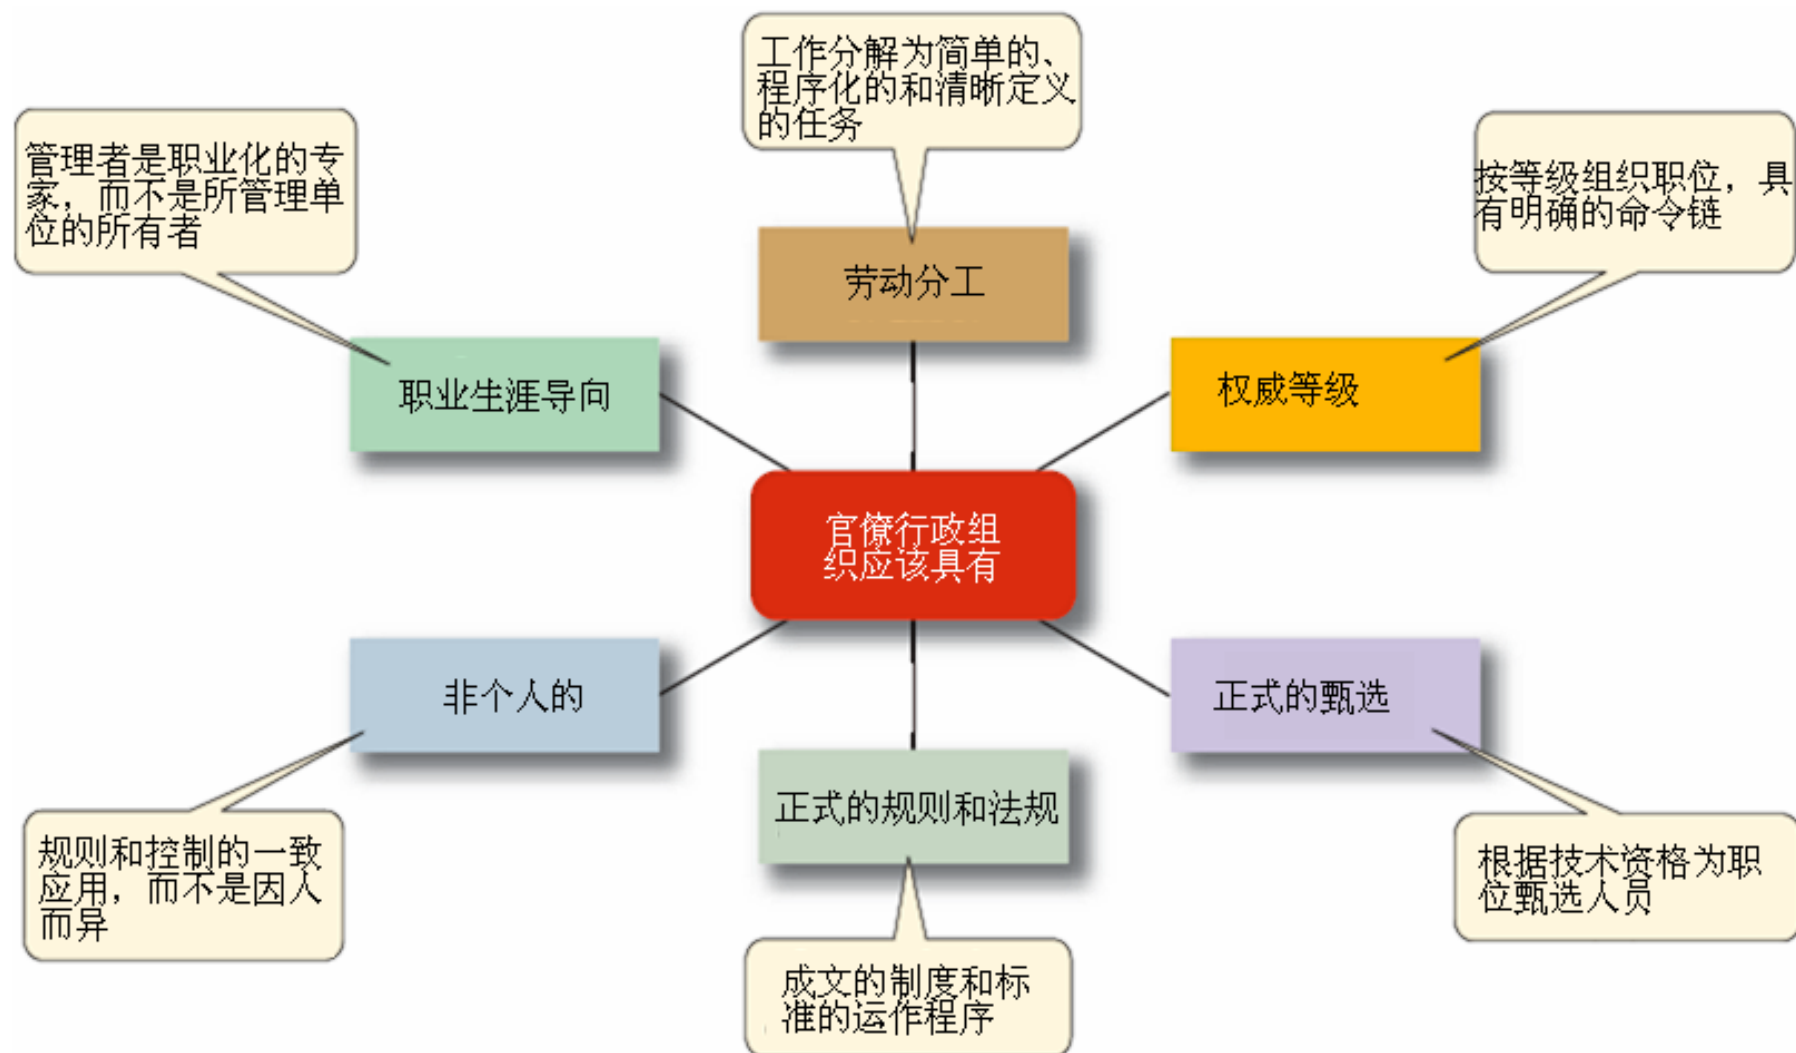 工作分解为简单的、
程序化的和清晰定义
的任务
管理者是职业化的专
家，而不是所管理单
位的所有者
按等级组织职位，具
有明确的命令链
劳动分工
职业生涯导向
权威等级
官僚行政组
织应该具有
非个人的
正式的甄选
正式的规则和法规
规则和控制的一致
应用，而不是因人
而异
根据技术资格为职
位甄选人员
成文的制度和标
准的运作程序